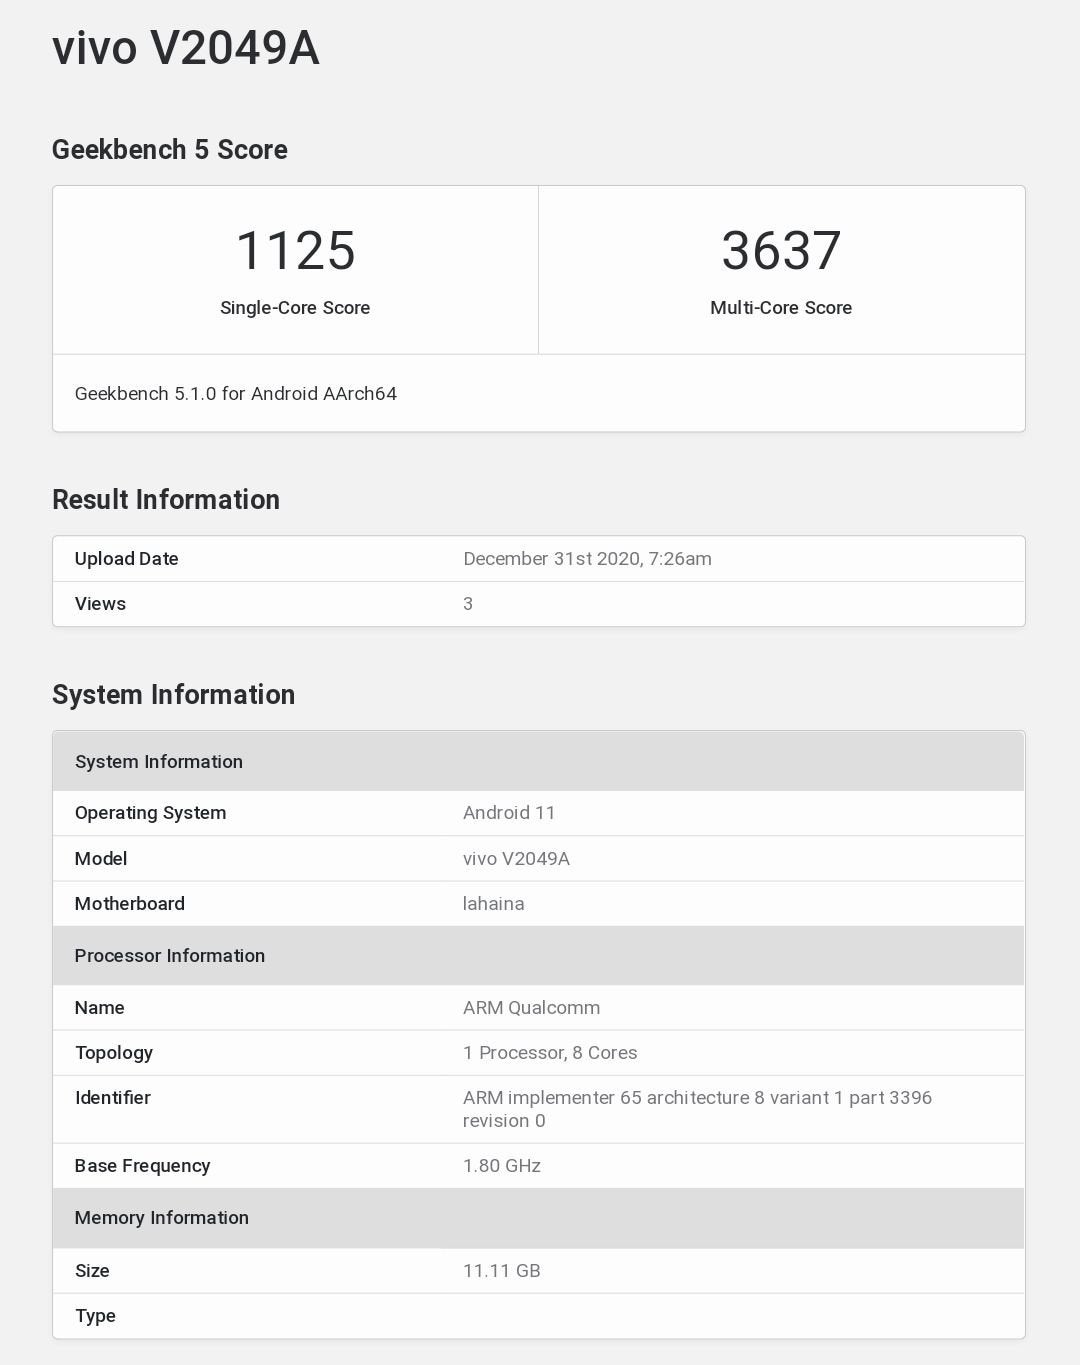 vivo V2049A
Geekbench 5 Score
1125
Single-Core Score
3637
Multi-Core Score
Geekbench 5.1.0 for Android AArch64
Result Information
Upload Date December 31st 2020, 7:26am
Views 3
System Information
System Information
Operating System Android 11
Model vivo V2049A
Motherboard lahaina
Processor Information
Name ARM Qualcomm
Topology 1 Processor, 8 Cores
Identifier ARM implementer 65 architecture 8 variant 1 part 3396
revision 0
Base Frequency 1.80 GHz
Memory Information
Size 11.11 GB
Type